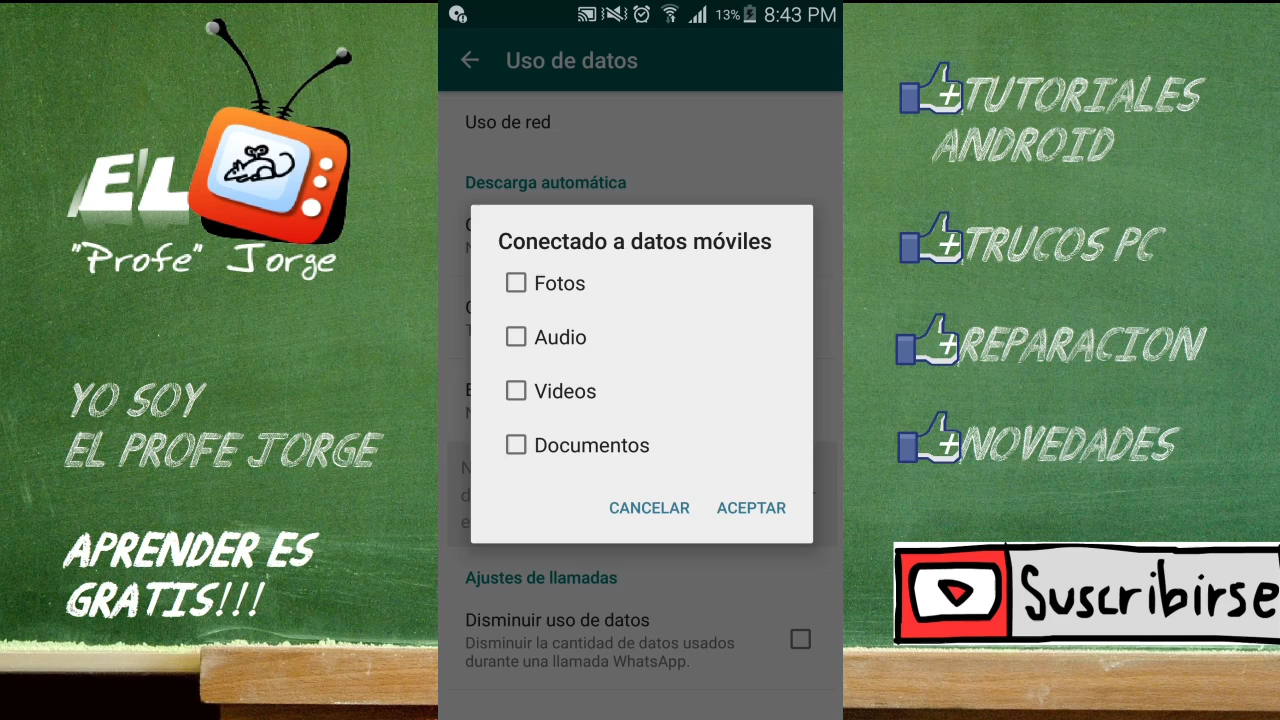 EL
"Profe" Jorge
YO SOY
EL PROFE JORGE
APRENDER ES
GRATIS!!!
13% 8:43 PM
Uso de datos
Uso de red
Descarga automática
Conectado a datos móviles
Fotos
Audio
Videos
Documentos
CANCELAR ACEPTAR
Ajustes de llamadas
Disminuir uso de datos
Disminuir la cantidad de datos usados
durante una llamada WhatsApp.
+TUTORIALES
ANDROID
+TRUCOS PC
+REPARACION
+NOVEDADES
Suscribirse